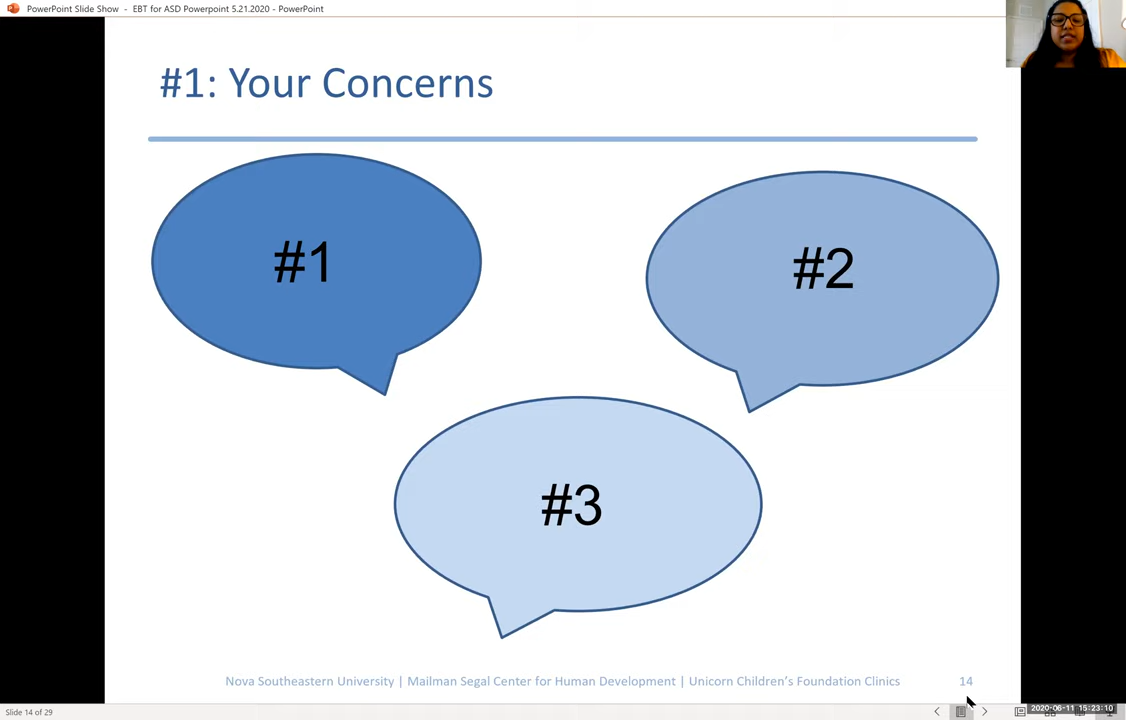 PowerPoint Slide Show - EBT for ASD Powerpoint 5.21.2020 - PowerPoint
#1: Your Concerns
#1
#2
#3
Nova Southeastern University | Mailman Segal Center for Human Development | Unicorn Children's Foundation Clinics 14
Slide 14 of 29
2020-06-11 15:23:10